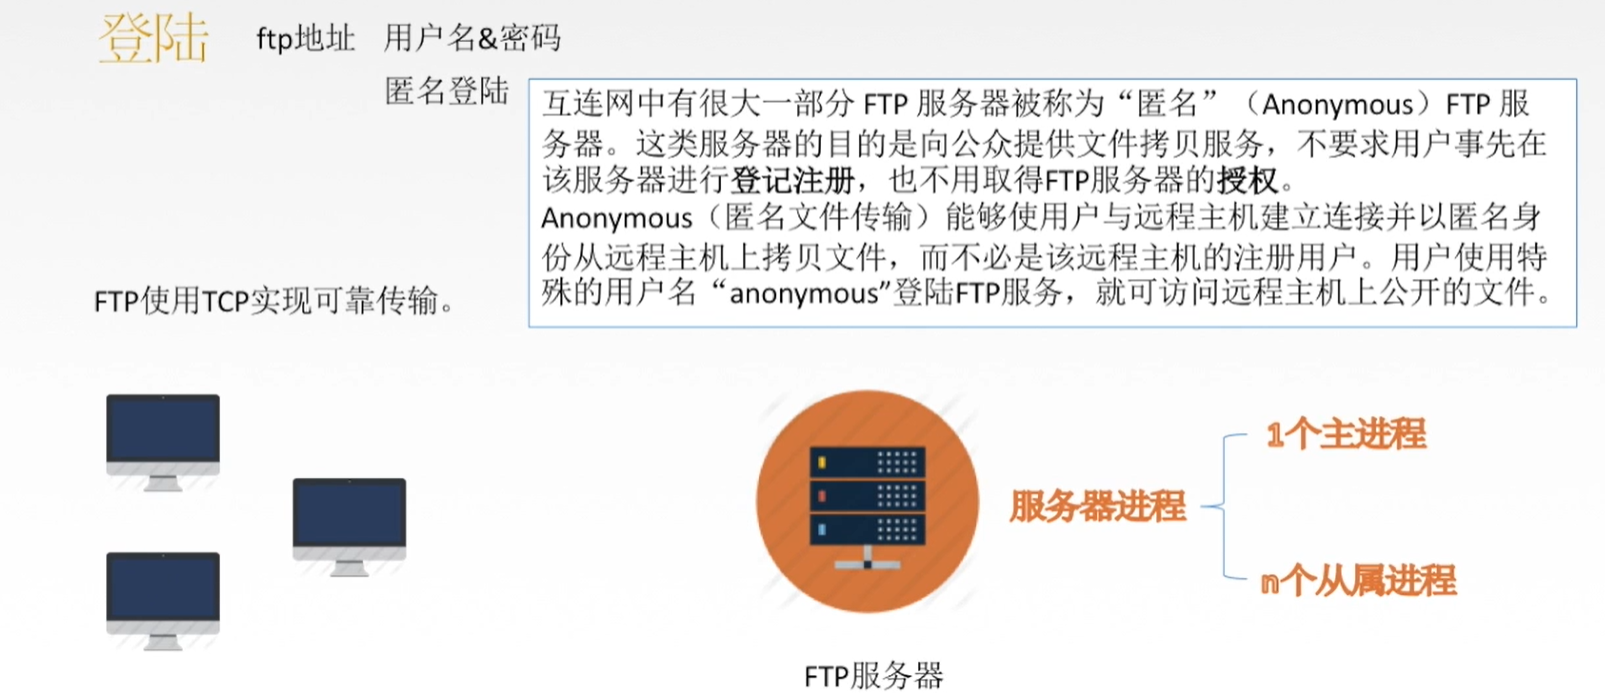 登陆 ftp地址 用户名&密码
匿名登陆
互连网中有很大一部分 FTP 服务器被称为“匿名”（Anonymous）FTP 服
务器。这类服务器的目的是向公众提供文件拷贝服务，不要求用户事先在
该服务器进行登记注册，也不用取得FTP服务器的授权。
Anonymous（匿名文件传输）能够使用户与远程主机建立连接并以匿名身
份从远程主机上拷贝文件，而不必是该远程主机的注册用户。用户使用特
殊的用户名“anonymous”登陆FTP服务，就可访问远程主机上公开的文件。
FTP使用TCP实现可靠传输。
1个主进程
服务器进程
n个从属进程
FTP服务器